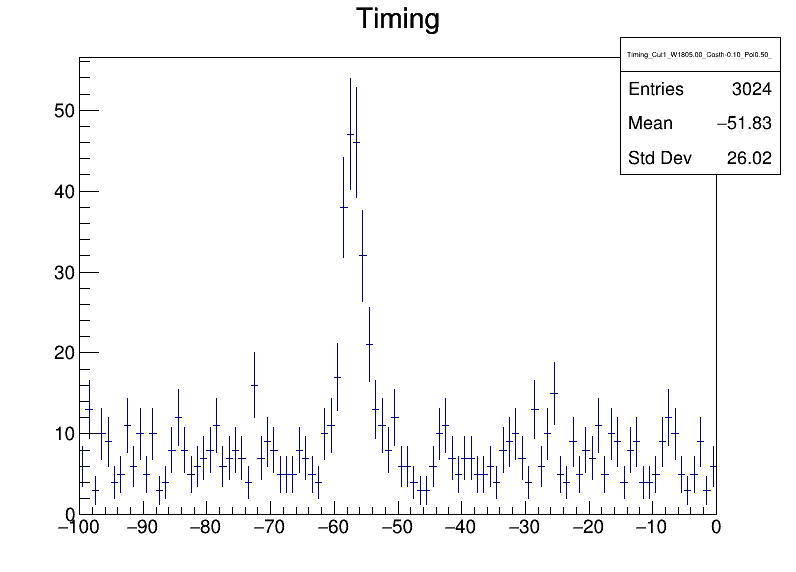 Timing
Timing_Cut1_W1805.00_Costh-0.10_Pol0.50_
Entries 3024
Mean −51.83
Std Dev 26.02
50
40
30
20
10
0
−100 −90 −80 −70 −60 −50 −40 −30 −20 −10 0